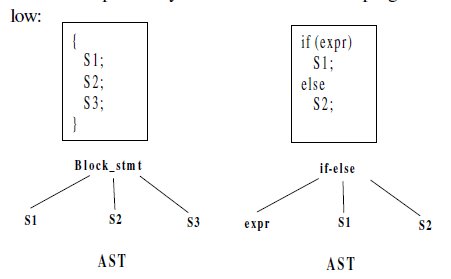 low:
{
S1;
S2;
S3;
}
if (expr)
S1;
else
S2;
Block_stmt
S1 S2 S3
AST
if-else
expr S1 S2
AST